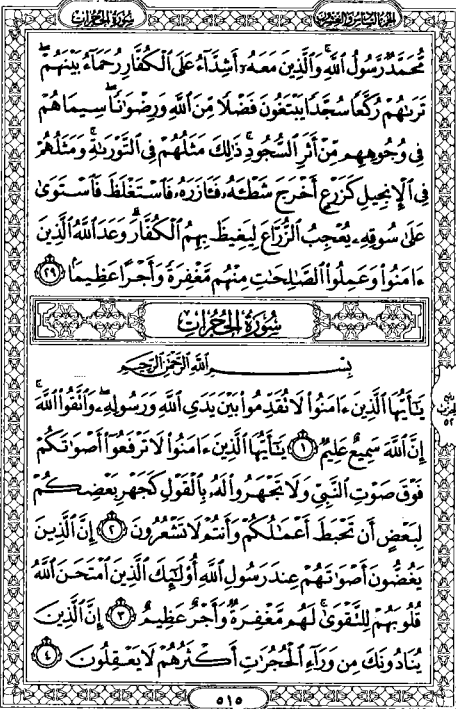 سُورَةُ الحُجُرَاتِ
الجزء السادس والعشرون
مُّحَمَّدٌ رَّسُولُ ٱللَّهِ ۚ وَٱلَّذِينَ مَعَهُۥٓ أَشِدَّآءُ عَلَى ٱلْكُفَّارِ رُحَمَآءُ بَيْنَهُمْ ۖ
تَرَىٰهُمْ رُكَّعًا سُجَّدًا يَبْتَغُونَ فَضْلًا مِّنَ ٱللَّهِ وَرِضْوَٰنًا ۖ سِيمَاهُمْ
فِى وُجُوهِهِم مِّنْ أَثَرِ ٱلسُّجُودِ ۚ ذَٰلِكَ مَثَلُهُمْ فِى ٱلتَّوْرَىٰةِ ۚ وَمَثَلُهُمْ
فِى ٱلْإِنجِيلِ كَزَرْعٍ أَخْرَجَ شَطْـَٔهُۥ فَـَٔازَرَهُۥ فَٱسْتَغْلَظَ فَٱسْتَوَىٰ
عَلَىٰ سُوقِهِۦ يُعْجِبُ ٱلزُّرَّاعَ لِيَغِيظَ بِهِمُ ٱلْكُفَّارَ ۗ وَعَدَ ٱللَّهُ ٱلَّذِينَ
ءَامَنُوا۟ وَعَمِلُوا۟ ٱلصَّـٰلِحَـٰتِ مِنْهُم مَّغْفِرَةً وَأَجْرًا عَظِيمًۢا ٢٩
سُورَةُ الحُجُرَاتِ
بِسْمِ ٱللَّهِ ٱلرَّحْمَـٰنِ ٱلرَّحِيمِ
يَـٰٓأَيُّهَا ٱلَّذِينَ ءَامَنُوا۟ لَا تُقَدِّمُوا۟ بَيْنَ يَدَىِ ٱللَّهِ وَرَسُولِهِۦ ۖ وَٱتَّقُوا۟ ٱللَّهَ ۚ
إِنَّ ٱللَّهَ سَمِيعٌ عَلِيمٌ ١ يَـٰٓأَيُّهَا ٱلَّذِينَ ءَامَنُوا۟ لَا تَرْفَعُوٓا۟ أَصْوَٰتَكُمْ
فَوْقَ صَوْتِ ٱلنَّبِىِّ وَلَا تَجْهَرُوا۟ لَهُۥ بِٱلْقَوْلِ كَجَهْرِ بَعْضِكُمْ
لِبَعْضٍ أَن تَحْبَطَ أَعْمَـٰلُكُمْ وَأَنتُمْ لَا تَشْعُرُونَ ٢ إِنَّ ٱلَّذِينَ
يَغُضُّونَ أَصْوَٰتَهُمْ عِندَ رَسُولِ ٱللَّهِ أُو۟لَـٰٓئِكَ ٱلَّذِينَ ٱمْتَحَنَ ٱللَّهُ
قُلُوبَهُمْ لِلتَّقْوَىٰ ۚ لَهُم مَّغْفِرَةٌ وَأَجْرٌ عَظِيمٌ ٣ إِنَّ ٱلَّذِينَ
يُنَادُونَكَ مِن وَرَآءِ ٱلْحُجُرَٰتِ أَكْثَرُهُمْ لَا يَعْقِلُونَ ٤
٥١٥